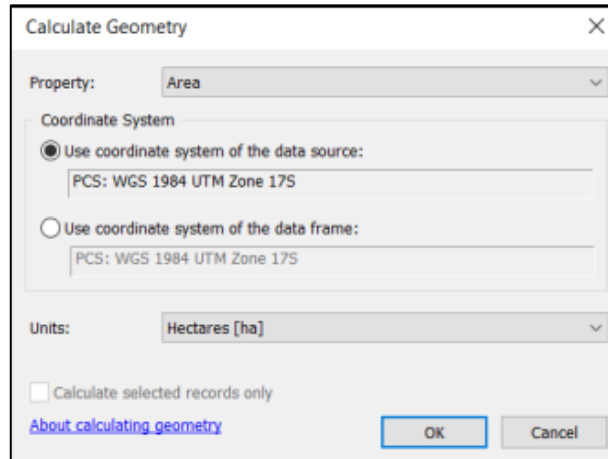 Calculate Geometry
Property: Area
Coordinate System
Use coordinate system of the data source:
PCS: WGS 1984 UTM Zone 17S
Use coordinate system of the data frame:
PCS: WGS 1984 UTM Zone 17S
Units: Hectares [ha]
Calculate selected records only
About calculating geometry OK Cancel